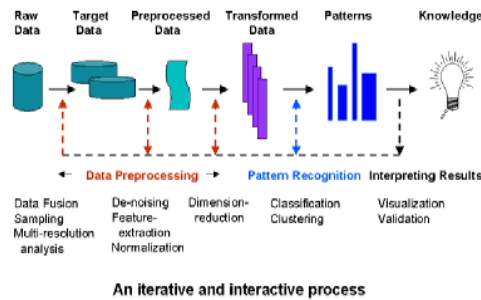 Raw Data
Target Data
Preprocessed Data
Transformed Data
Patterns
Knowledge
Data Preprocessing
Pattern Recognition
Interpreting Results
Data Fusion
Sampling
Multi-resolution
analysis
De-noising
Feature-
extraction
Normalization
Dimension-
reduction
Classification
Clustering
Visualization
Validation
An iterative and interactive process